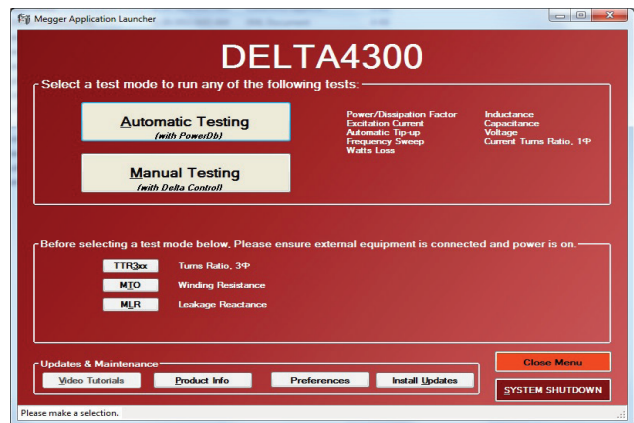 Megger Application Launcher
DELTA4300
Select a test mode to run any of the following tests:
Automatic Testing
(with PowerDb)
Manual Testing
(with Delta Control)
Power/Dissipation Factor
Excitation Current
Automatic Tip-up
Frequency Sweep
Watts Loss
Inductance
Capacitance
Voltage
Current Turns Ratio, 1Φ
Before selecting a test mode below, Please ensure external equipment is connected and power is on.
TTR3xx Turns Ratio, 3Φ
MTO Winding Resistance
MLR Leakage Reactance
Updates & Maintenance
Video Tutorials Product Info Preferences Install Updates
Close Menu
SYSTEM SHUTDOWN
Please make a selection.